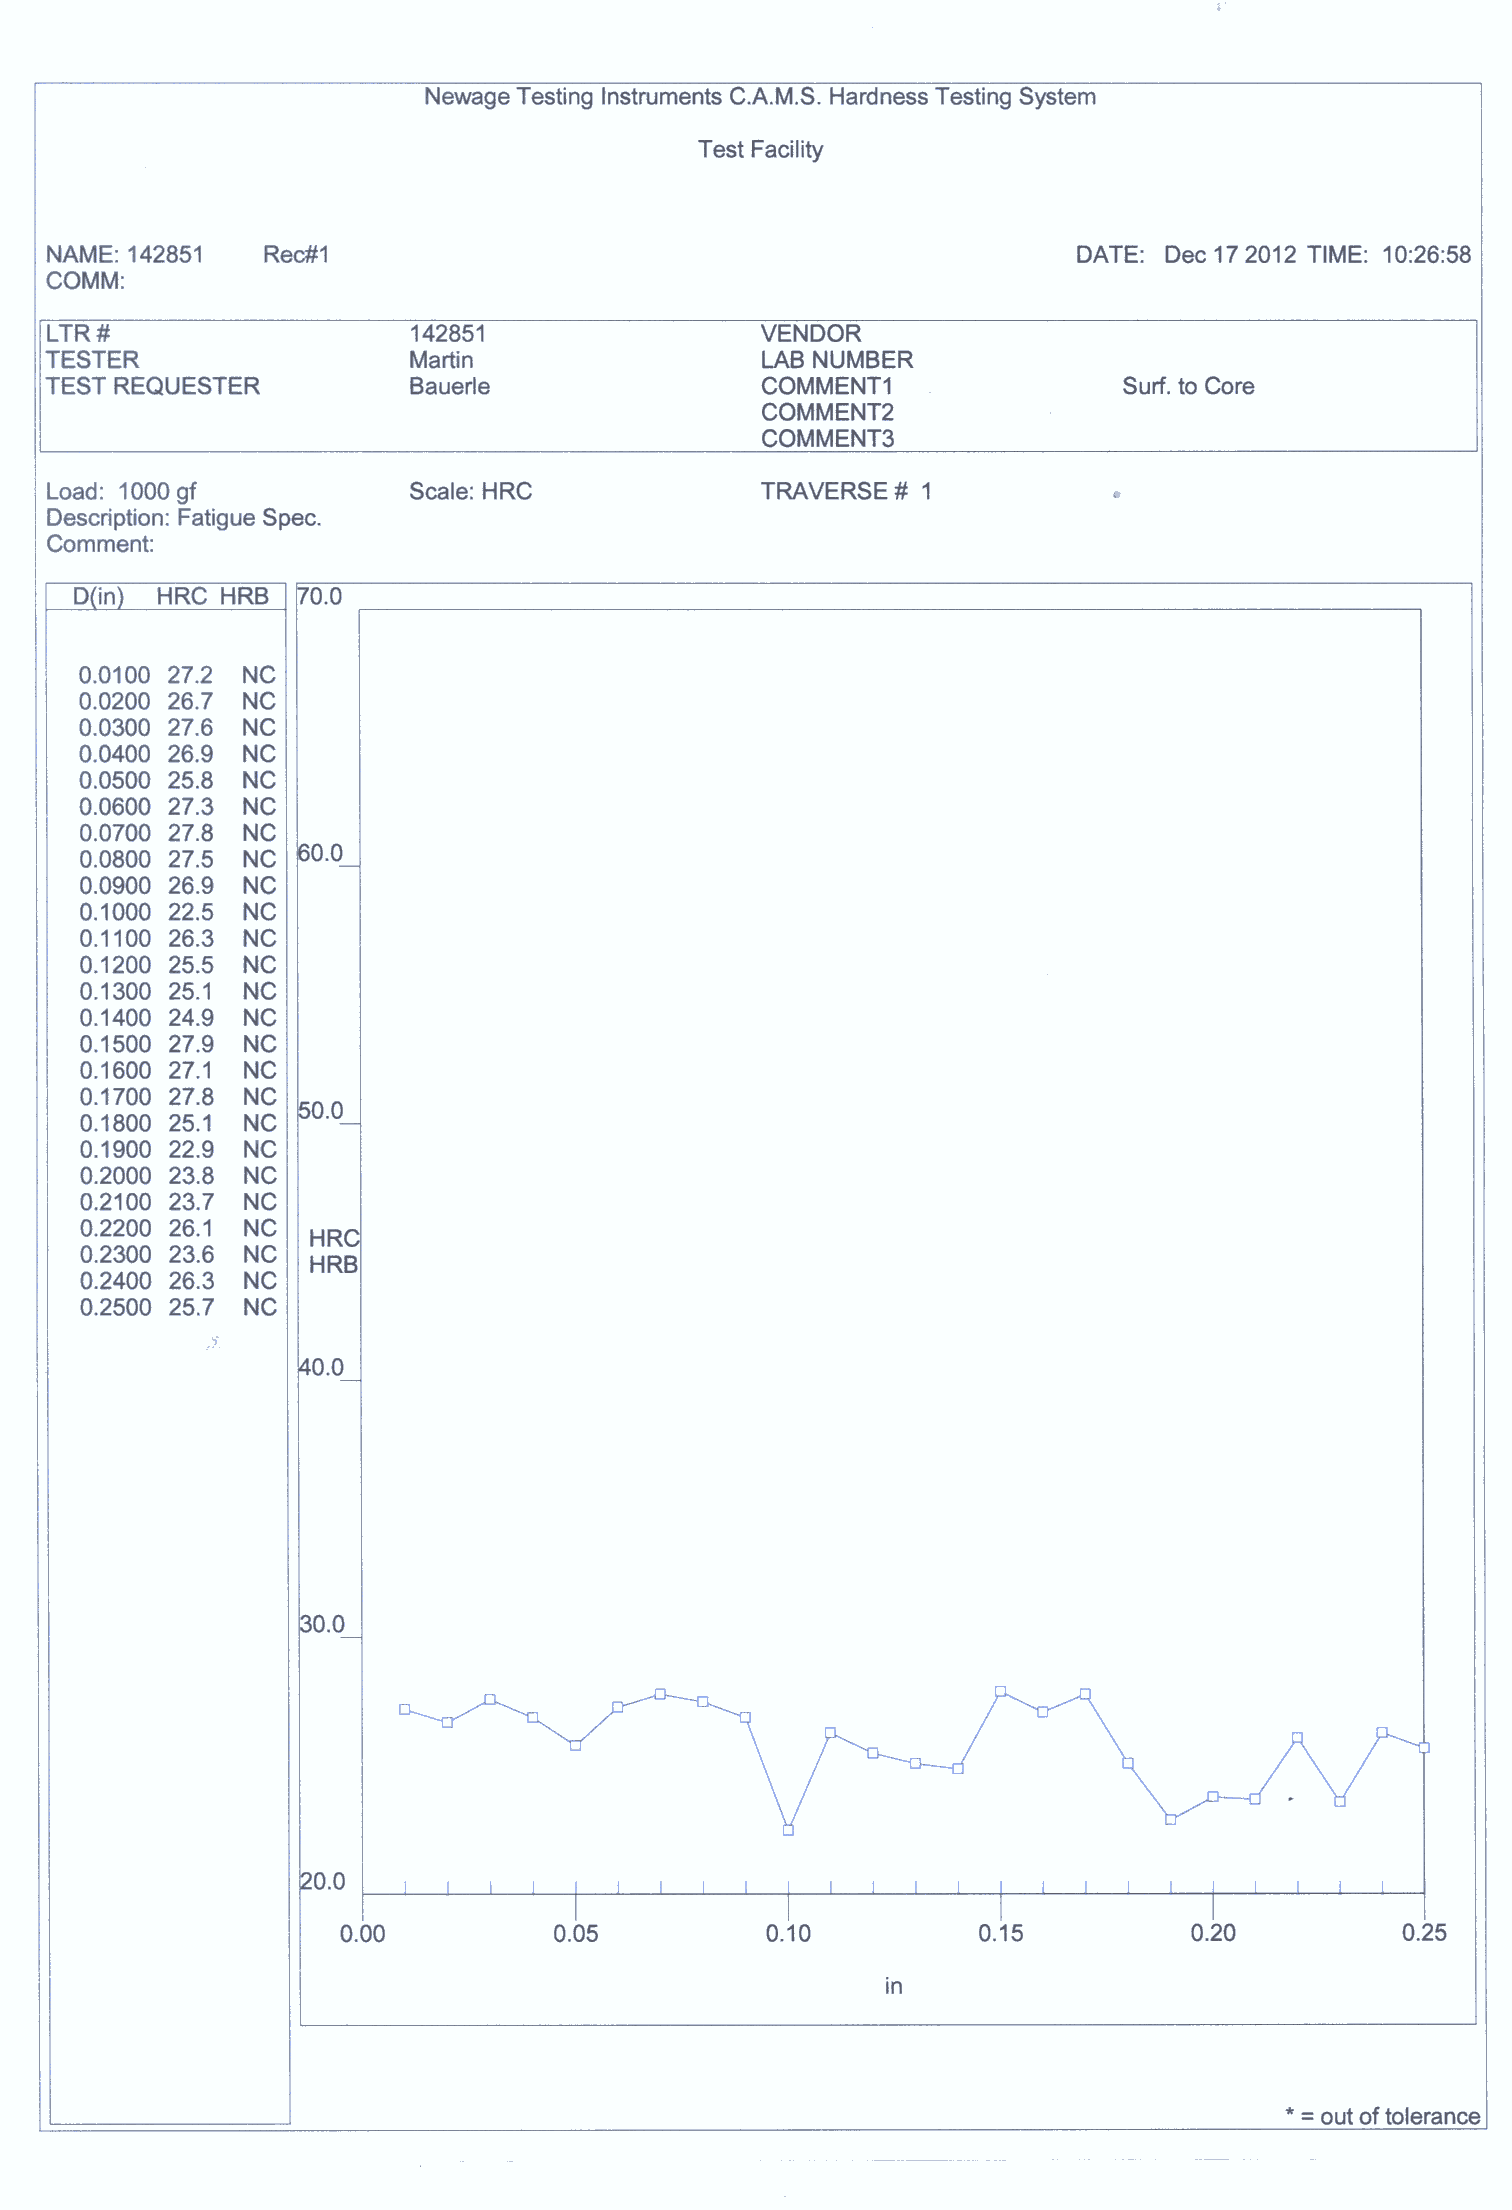 Newage Testing Instruments C.A.M.S. Hardness Testing System
Test Facility
NAME: 142851 Rec#1 DATE: Dec 17 2012 TIME: 10:26:58
COMM:
LTR # 142851 VENDOR
TESTER Martin LAB NUMBER
TEST REQUESTER Bauerle COMMENT1 Surf. to Core
COMMENT2
COMMENT3
Load: 1000 gf Scale: HRC TRAVERSE # 1
Description: Fatigue Spec.
Comment:
D(in) HRC HRB
0.0100 27.2 NC
0.0200 26.7 NC
0.0300 27.6 NC
0.0400 26.9 NC
0.0500 25.8 NC
0.0600 27.3 NC
0.0700 27.8 NC
0.0800 27.5 NC
0.0900 26.9 NC
0.1000 22.5 NC
0.1100 26.3 NC
0.1200 25.5 NC
0.1300 25.1 NC
0.1400 24.9 NC
0.1500 27.9 NC
0.1600 27.1 NC
0.1700 27.8 NC
0.1800 25.1 NC
0.1900 22.9 NC
0.2000 23.8 NC
0.2100 23.7 NC
0.2200 26.1 NC
0.2300 23.6 NC
0.2400 26.3 NC
0.2500 25.7 NC
70.0
60.0
50.0
HRC
HRB
40.0
30.0
20.0
0.00 0.05 0.10 0.15 0.20 0.25
in
* = out of tolerance